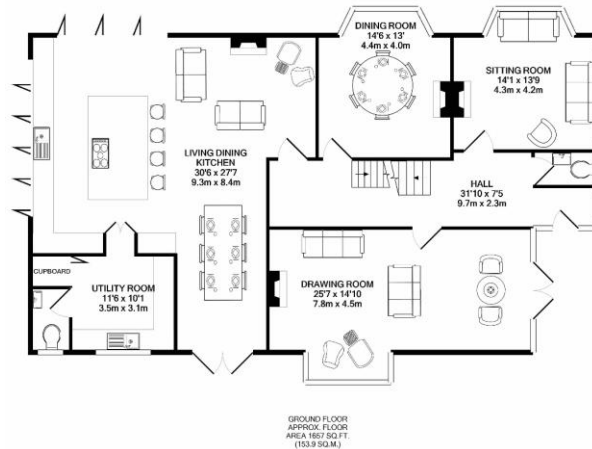 DINING ROOM
14'6 x 13'
4.4m x 4.0m
SITTING ROOM
14'1 x 13'9
4.3m x 4.2m
LIVING DINING
KITCHEN
30'6 x 27'7
9.3m x 8.4m
HALL
31'10 x 7'5
9.7m x 2.3m
CUPBOARD
UTILITY ROOM
11'6 x 10'1
3.5m x 3.1m
DRAWING ROOM
25'7 x 14'10
7.8m x 4.5m
GROUND FLOOR
APPROX. FLOOR
AREA 1657 SQ.FT.
(153.9 SQ.M.)